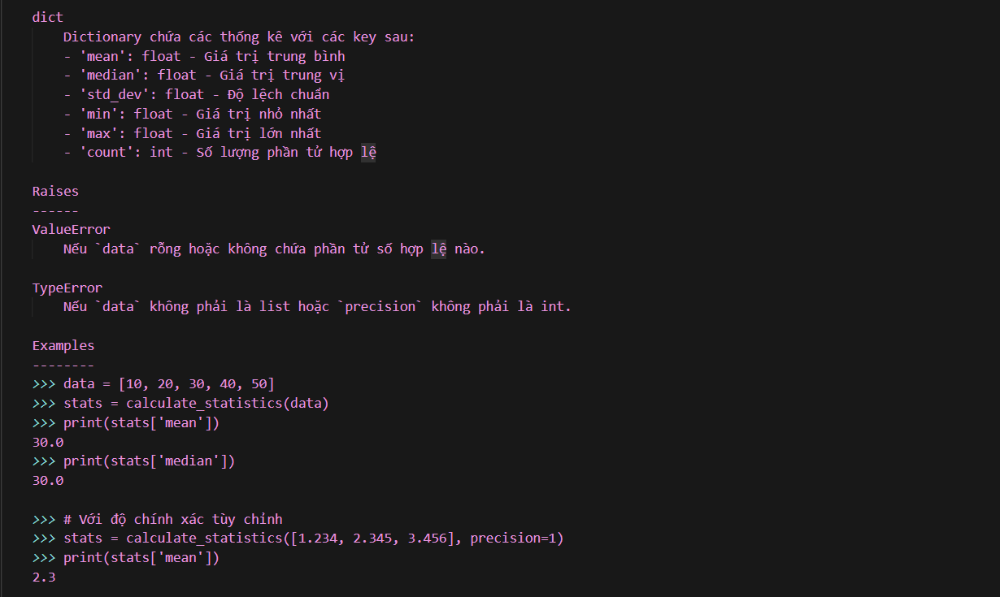 dict
Dictionary chứa các thống kê với các key sau:
- 'mean': float - Giá trị trung bình
- 'median': float - Giá trị trung vị
- 'std_dev': float - Độ lệch chuẩn
- 'min': float - Giá trị nhỏ nhất
- 'max': float - Giá trị lớn nhất
- 'count': int - Số lượng phần tử hợp lệ
Raises
------
ValueError
Nếu `data` rỗng hoặc không chứa phần tử số hợp lệ nào.
TypeError
Nếu `data` không phải là list hoặc `precision` không phải là int.
Examples
--------
>>> data = [10, 20, 30, 40, 50]
>>> stats = calculate_statistics(data)
>>> print(stats['mean'])
30.0
>>> print(stats['median'])
30.0
>>> # Với độ chính xác tùy chỉnh
>>> stats = calculate_statistics([1.234, 2.345, 3.456], precision=1)
>>> print(stats['mean'])
2.3